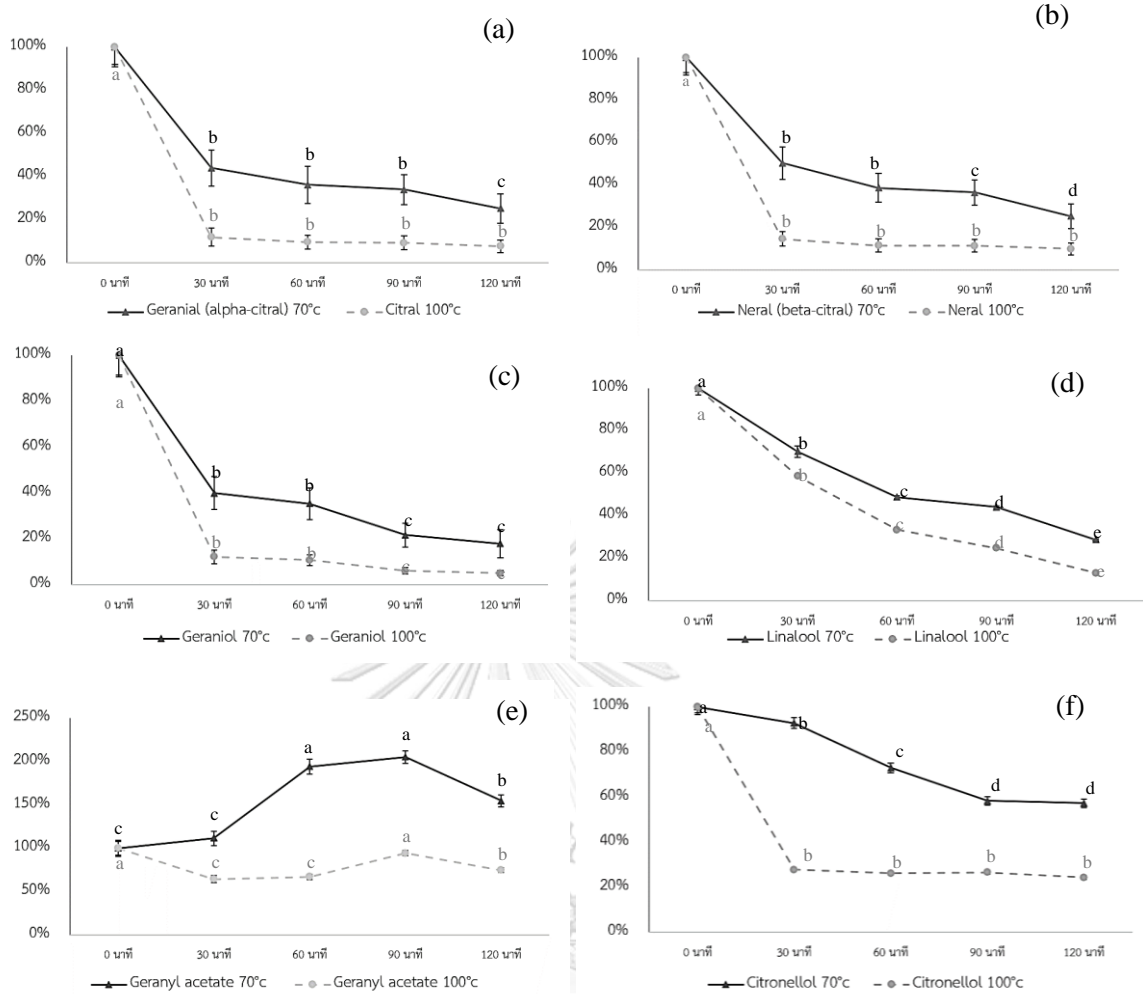 (a)
100%
80%
60%
40%
20%
0%
a
b
b
b
c
b
b
b
b
0 นาที 30 นาที 60 นาที 90 นาที 120 นาที
Geranial (alpha-citral) 70°c Citral 100°c
(b)
100%
80%
60%
40%
20%
0%
a
b
b
c
d
b
b
b
b
0 นาที 30 นาที 60 นาที 90 นาที 120 นาที
Neral (beta-citral) 70°c Neral 100°c
(c)
100%
80%
60%
40%
20%
0%
a
a
b
b
c
c
b
b
c
c
0 นาที 30 นาที 60 นาที 90 นาที 120 นาที
Geraniol 70°c Geraniol 100°c
(d)
100%
80%
60%
40%
20%
0%
a
a
b
c
d
e
b
c
d
e
0 นาที 30 นาที 60 นาที 90 นาที 120 นาที
Linalool 70°c Linalool 100°c
(e)
250%
200%
150%
100%
50%
0%
c
c
a
a
b
a
c
c
a
b
0 นาที 30 นาที 60 นาที 90 นาที 120 นาที
Geranyl acetate 70°c Geranyl acetate 100°c
(f)
100%
80%
60%
40%
20%
0%
a
a
b
c
d
d
b
b
b
b
0 นาที 30 นาที 60 นาที 90 นาที 120 นาที
Citronellol 70°c Citronellol 100°c